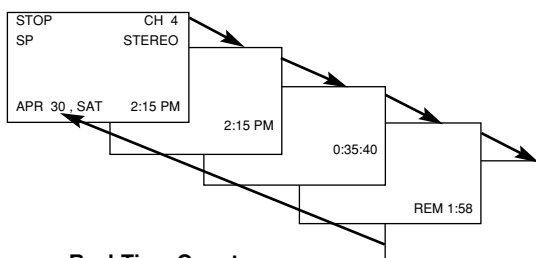 STOP CH 4
SP STEREO
APR 30 , SAT 2:15 PM
2:15 PM
0:35:40
REM 1:58